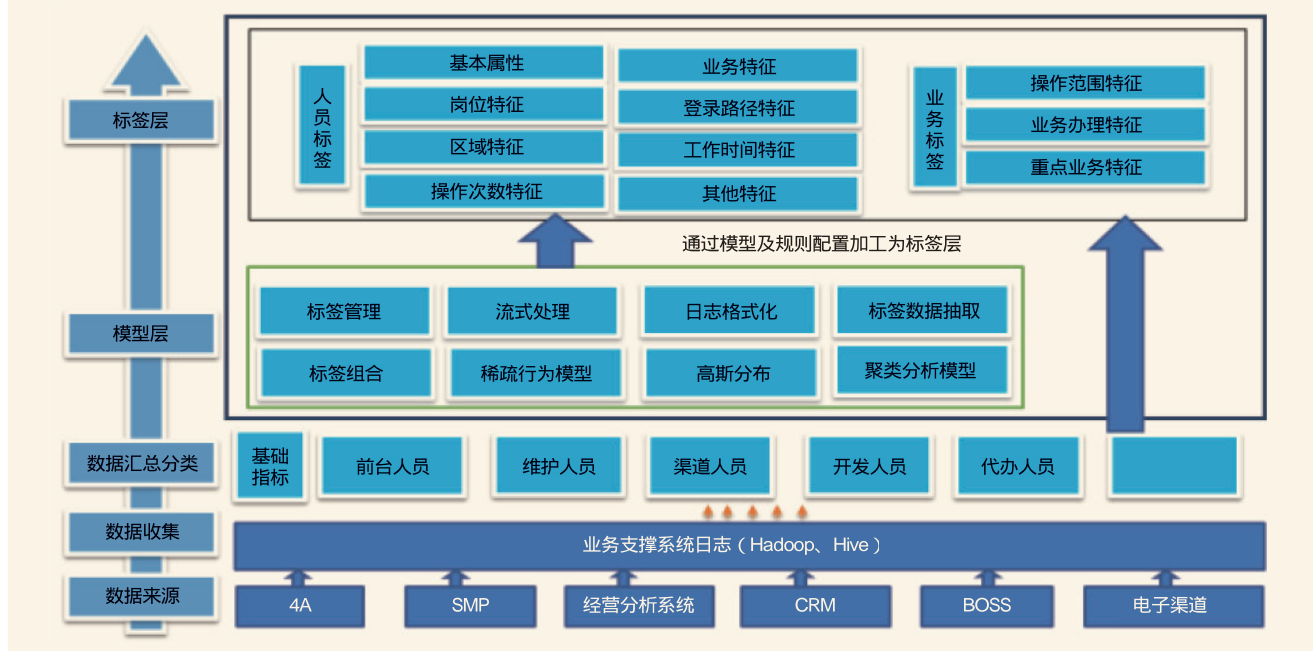 标签层
人员标签
基本属性
业务特征
岗位特征
登录路径特征
区域特征
工作时间特征
操作次数特征
其他特征
业务标签
操作范围特征
业务办理特征
重点业务特征
通过模型及规则配置加工为标签层
模型层
标签管理
流式处理
日志格式化
标签数据抽取
标签组合
稀疏行为模型
高斯分布
聚类分析模型
数据汇总分类
基础
指标
前台人员
维护人员
渠道人员
开发人员
代办人员
数据收集
业务支撑系统日志（Hadoop、Hive）
数据来源
4A
SMP
经营分析系统
CRM
BOSS
电子渠道